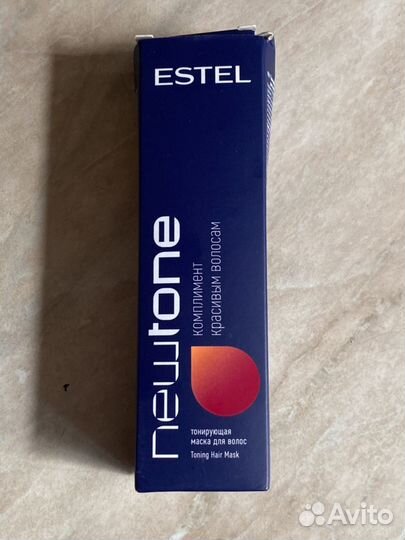 ESTEL
newtone
комплимент
красивым волосам
тонирующая
маска для волос
Toning Hair Mask
Avito